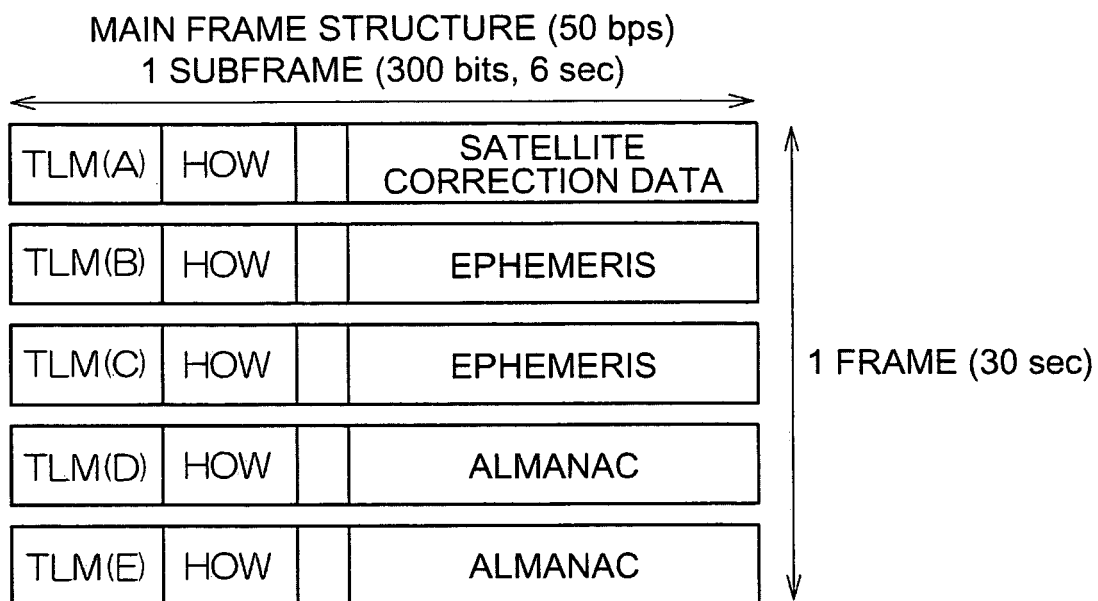 MAIN FRAME STRUCTURE (50 bps)
1 SUBFRAME (300 bits, 6 sec)
TLM(A) HOW SATELLITE
CORRECTION DATA
TLM(B) HOW EPHEMERIS
TLM(C) HOW EPHEMERIS
1 FRAME (30 sec)
TLM(D) HOW ALMANAC
TLM(E) HOW ALMANAC